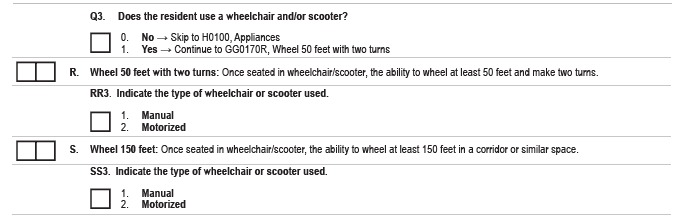 Q3. Does the resident use a wheelchair and/or scooter?
0. No → Skip to H0100, Appliances
1. Yes → Continue to GG0170R, Wheel 50 feet with two turns
R. Wheel 50 feet with two turns: Once seated in wheelchair/scooter, the ability to wheel at least 50 feet and make two turns.
RR3. Indicate the type of wheelchair or scooter used.
1. Manual
2. Motorized
S. Wheel 150 feet: Once seated in wheelchair/scooter, the ability to wheel at least 150 feet in a corridor or similar space.
SS3. Indicate the type of wheelchair or scooter used.
1. Manual
2. Motorized